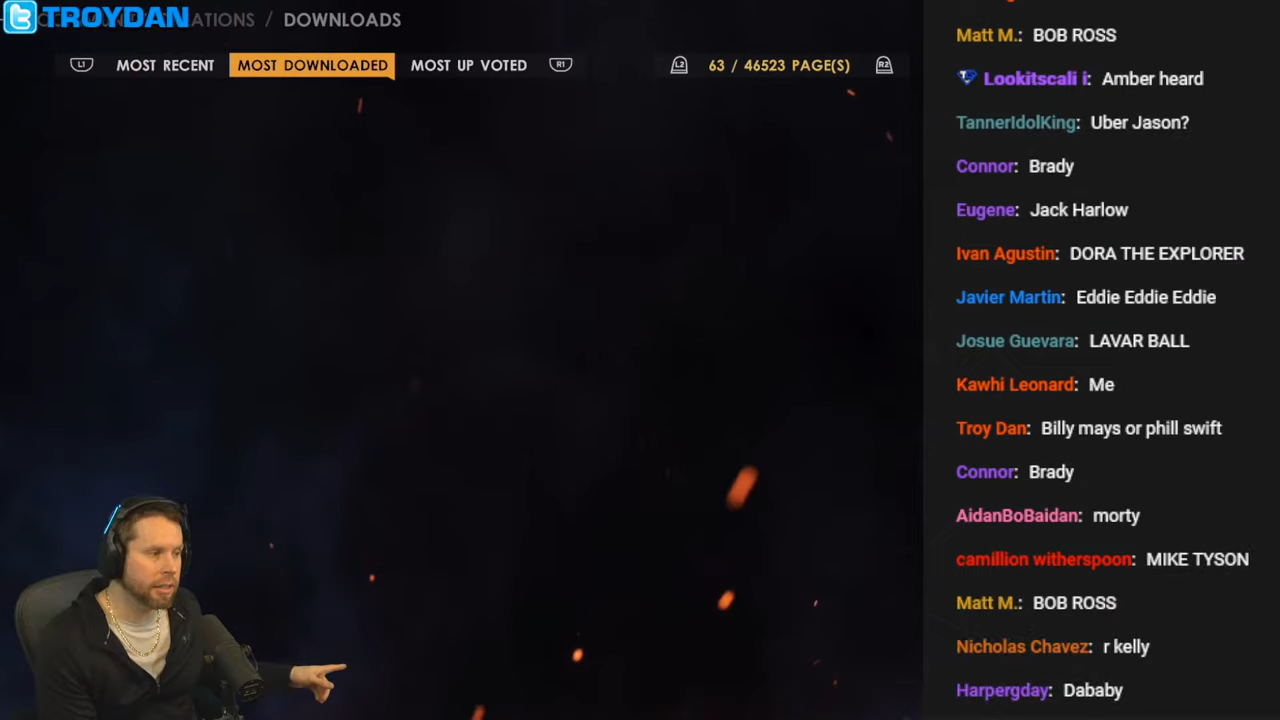 TROYDAN
ATIONS / DOWNLOADS
L1 MOST RECENT MOST DOWNLOADED MOST UP VOTED R1 L2 63 / 46523 PAGE(S) R2
Matt M.: BOB ROSS
Lookitscali i: Amber heard
TannerIdolKing: Uber Jason?
Connor: Brady
Eugene: Jack Harlow
Ivan Agustin: DORA THE EXPLORER
Javier Martin: Eddie Eddie Eddie
Josue Guevara: LAVAR BALL
Kawhi Leonard: Me
Troy Dan: Billy mays or phill swift
Connor: Brady
AidanBoBaidan: morty
camillion witherspoon: MIKE TYSON
Matt M.: BOB ROSS
Nicholas Chavez: r kelly
Harpergday: Dababy